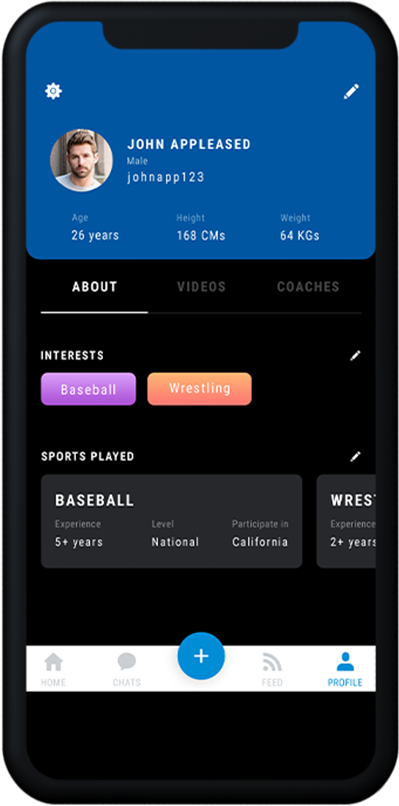 JOHN APPLEASED
Male
johnapp123
Age Height Weight
26 years 168 CMs 64 KGs
ABOUT VIDEOS COACHES
INTERESTS
Baseball Wrestling
SPORTS PLAYED
BASEBALL WREST
Experience Level Participate in Experience
5+ years National California 2+ years
HOME CHATS + FEED PROFILE